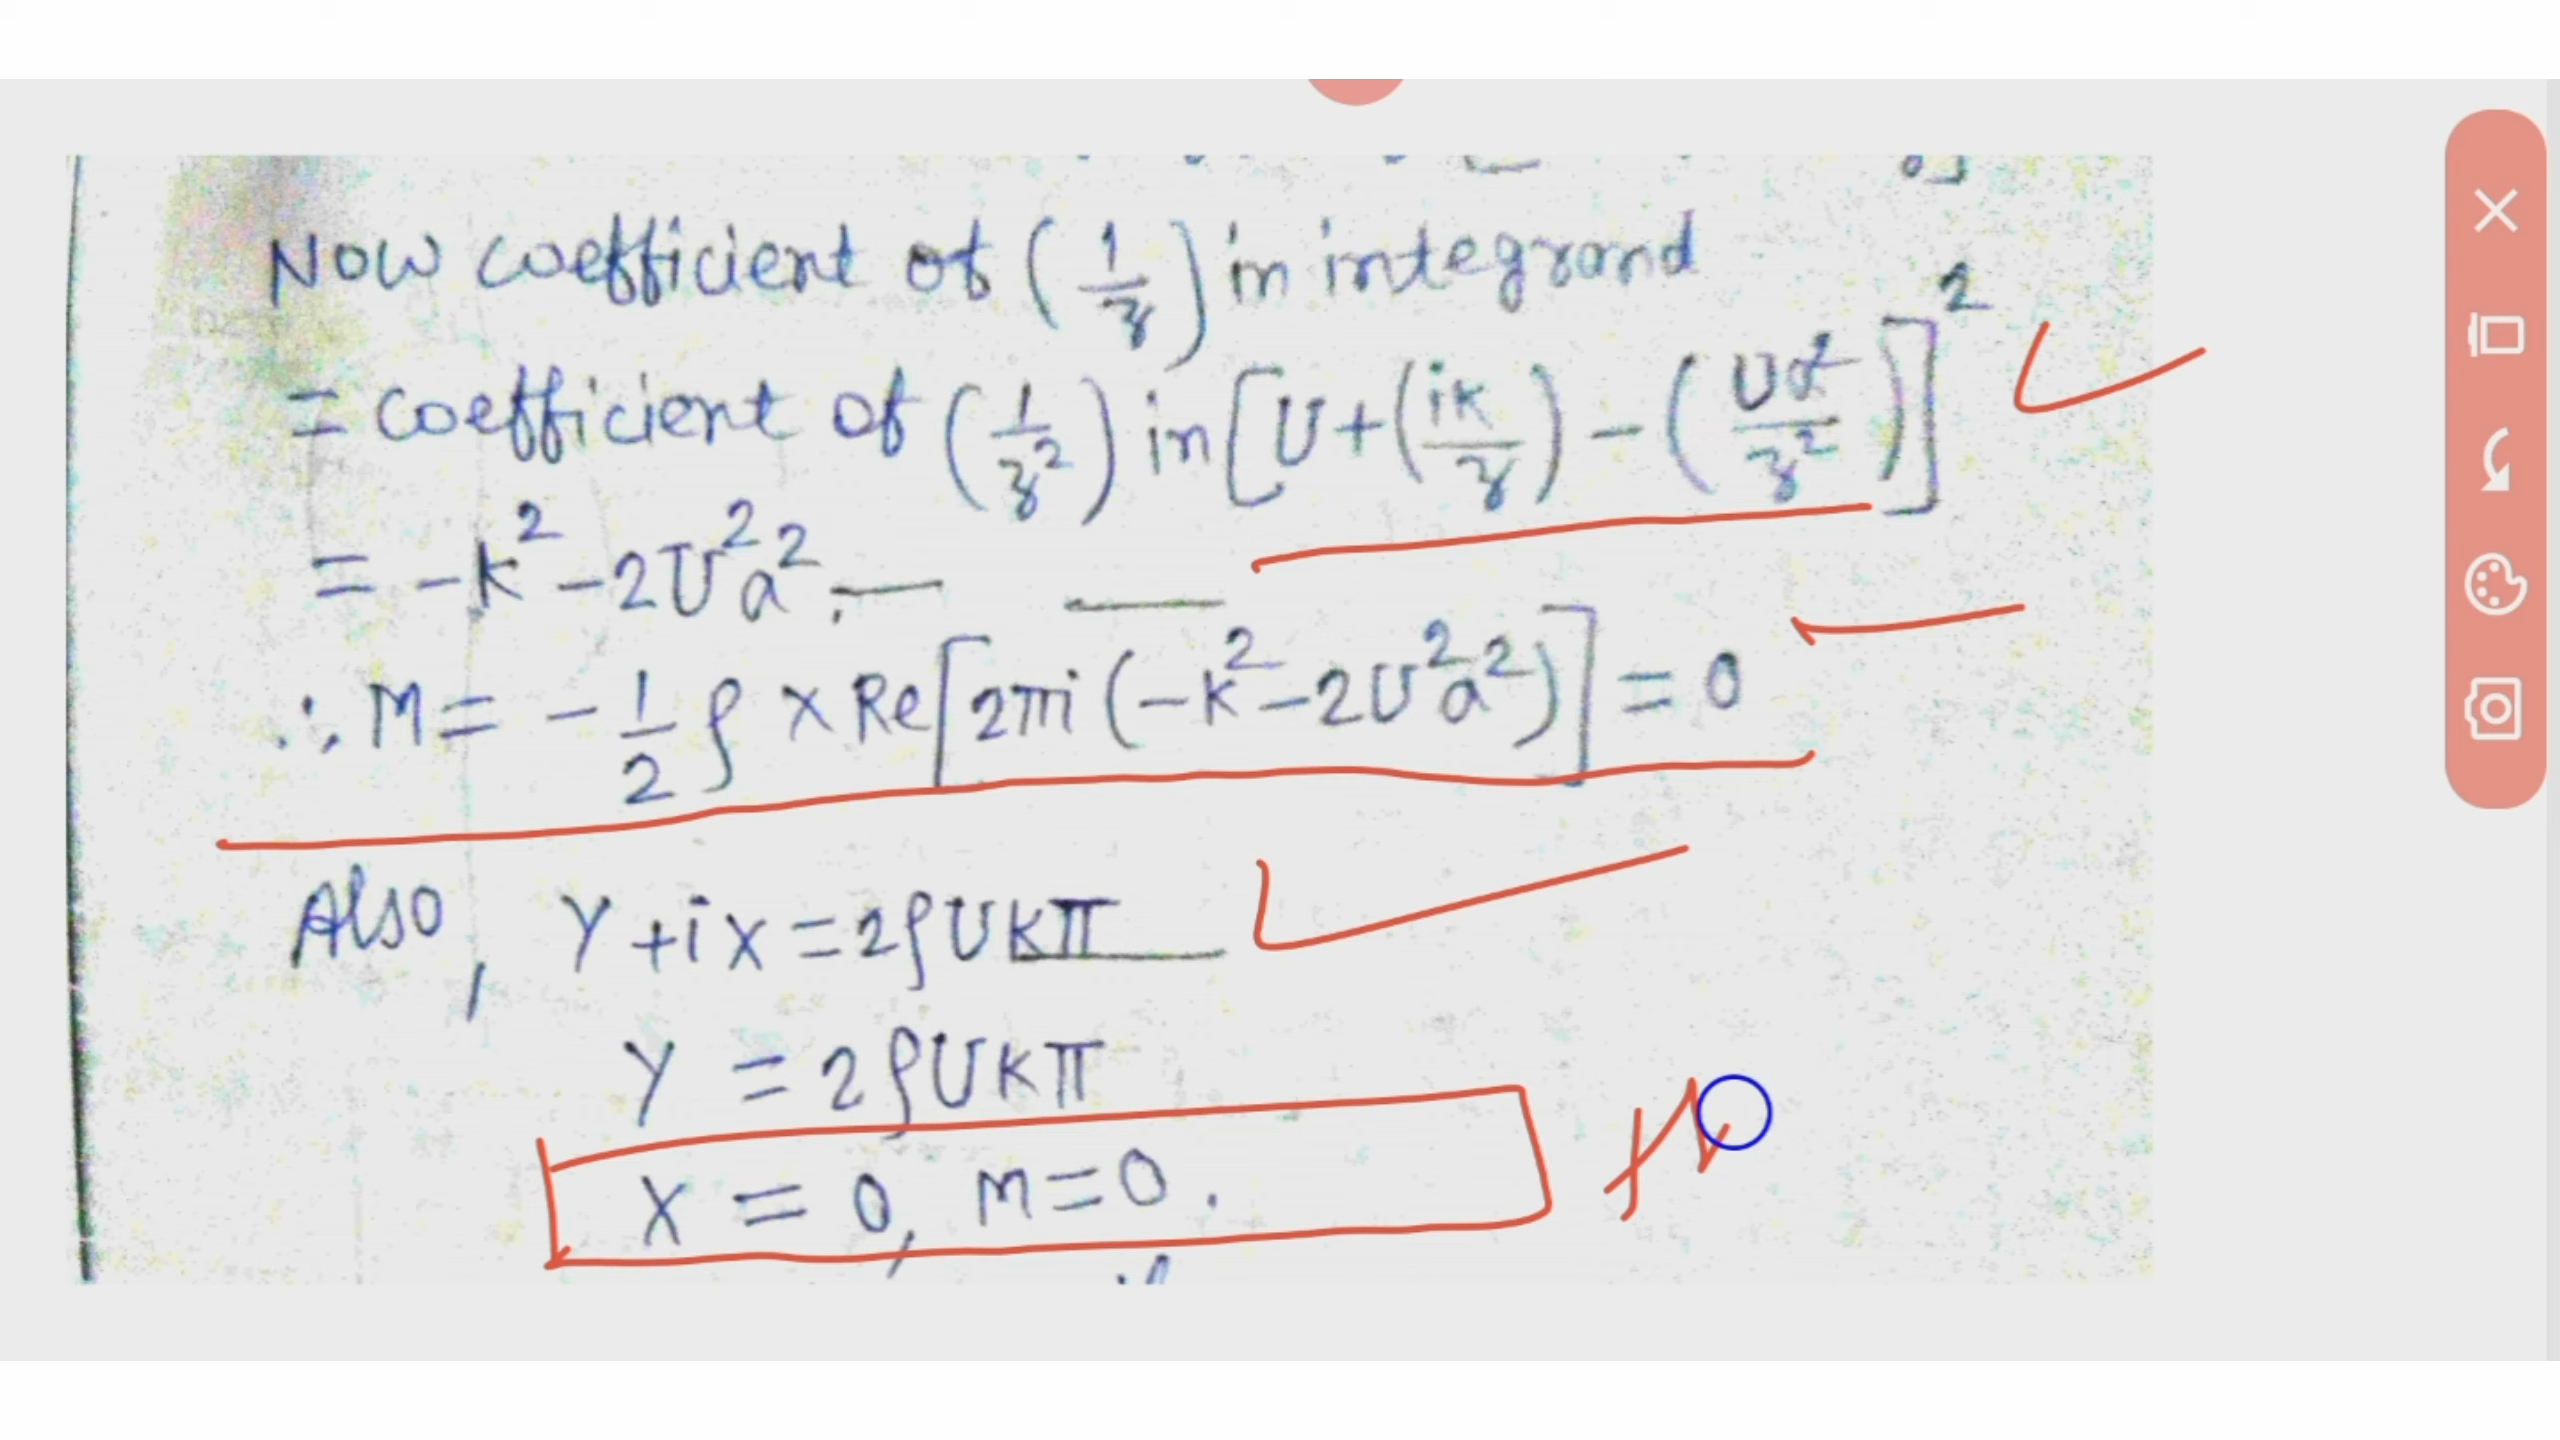 Now coefficient of (1/z) in integrand
= coefficient of (1/z²) in [U + (ik/z) - (Ua²/z²)]²
= -k² - 2U²a².
∴ M = -1/2 ρ × Re[2πi(-k² - 2U²a²)] = 0
Also, Y + iX = 2ρUkπ
Y = 2ρUkπ
X = 0, M = 0.